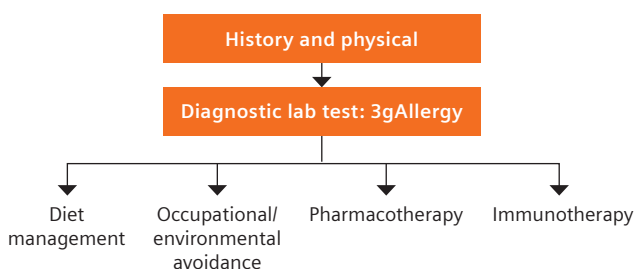 History and physical
Diagnostic lab test: 3gAllergy
Diet
management
Occupational/
environmental
avoidance
Pharmacotherapy
Immunotherapy